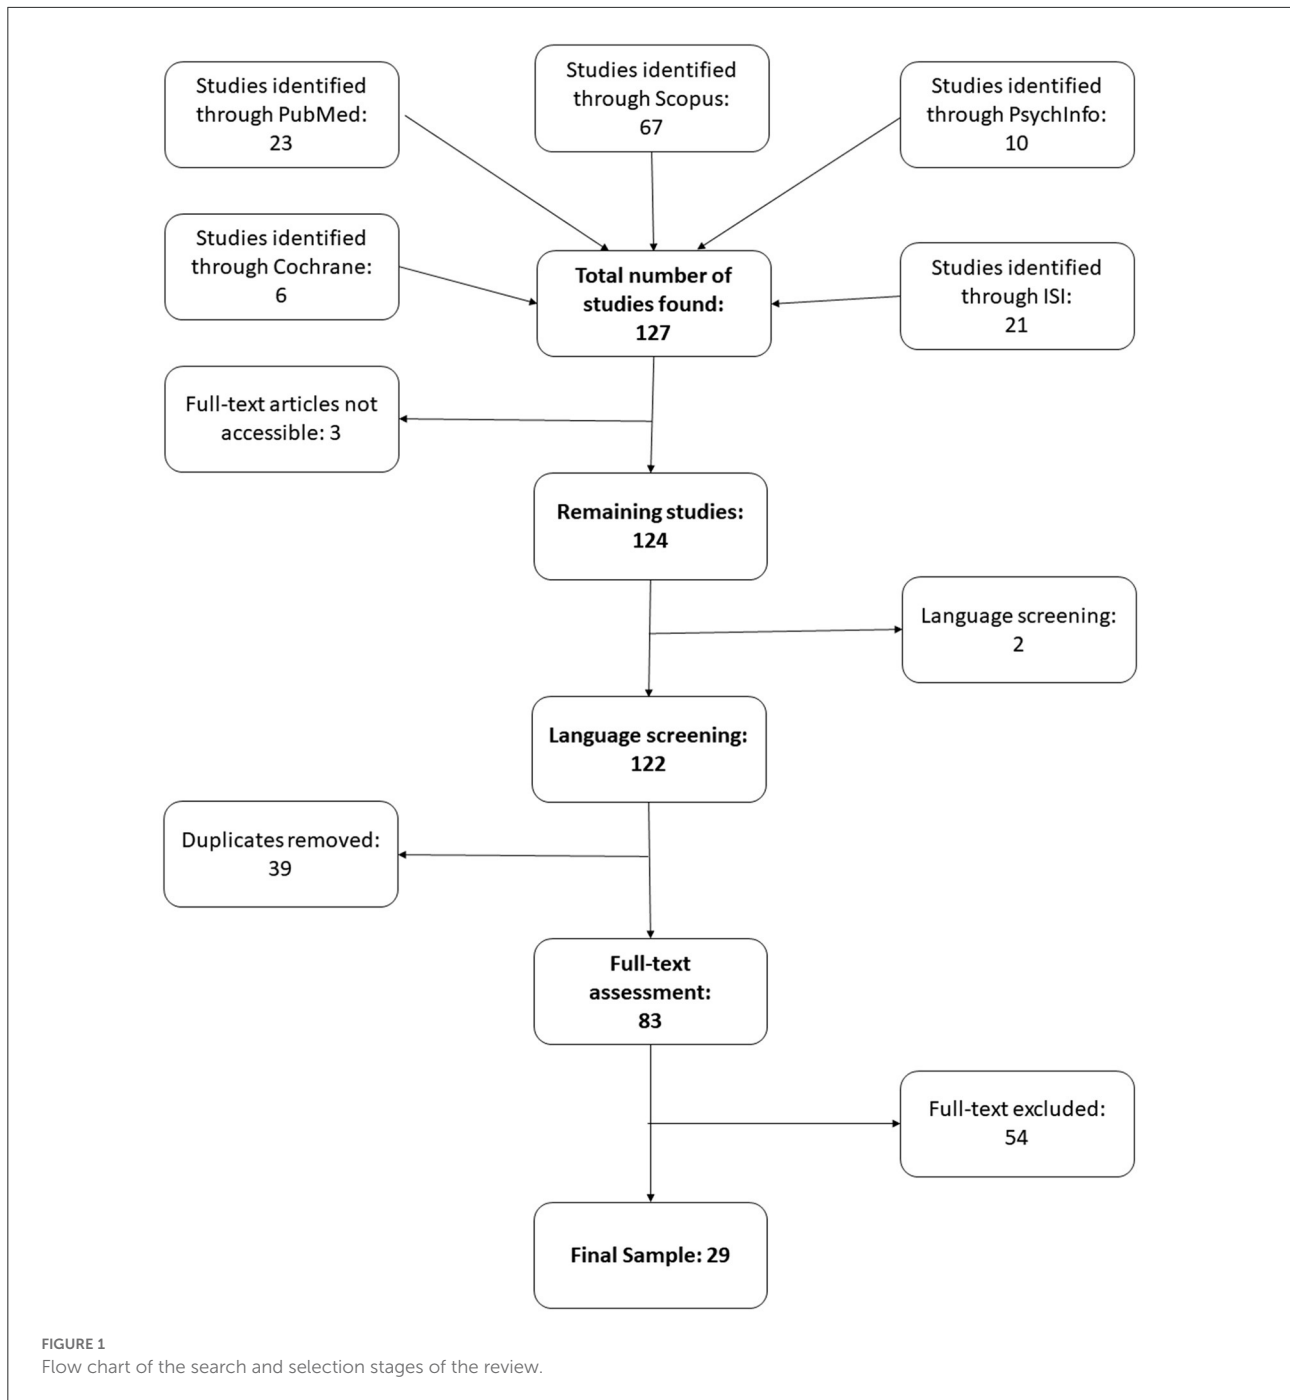 Studies identified
through PubMed:
23
Studies identified
through Scopus:
67
Studies identified
through PsychInfo:
10
Studies identified
through Cochrane:
6
Total number of
studies found:
127
Studies identified
through ISI:
21
Full-text articles not
accessible: 3
Remaining studies:
124
Language screening:
2
Language screening:
122
Duplicates removed:
39
Full-text
assessment:
83
Full-text excluded:
54
Final Sample: 29
FIGURE 1
Flow chart of the search and selection stages of the review.